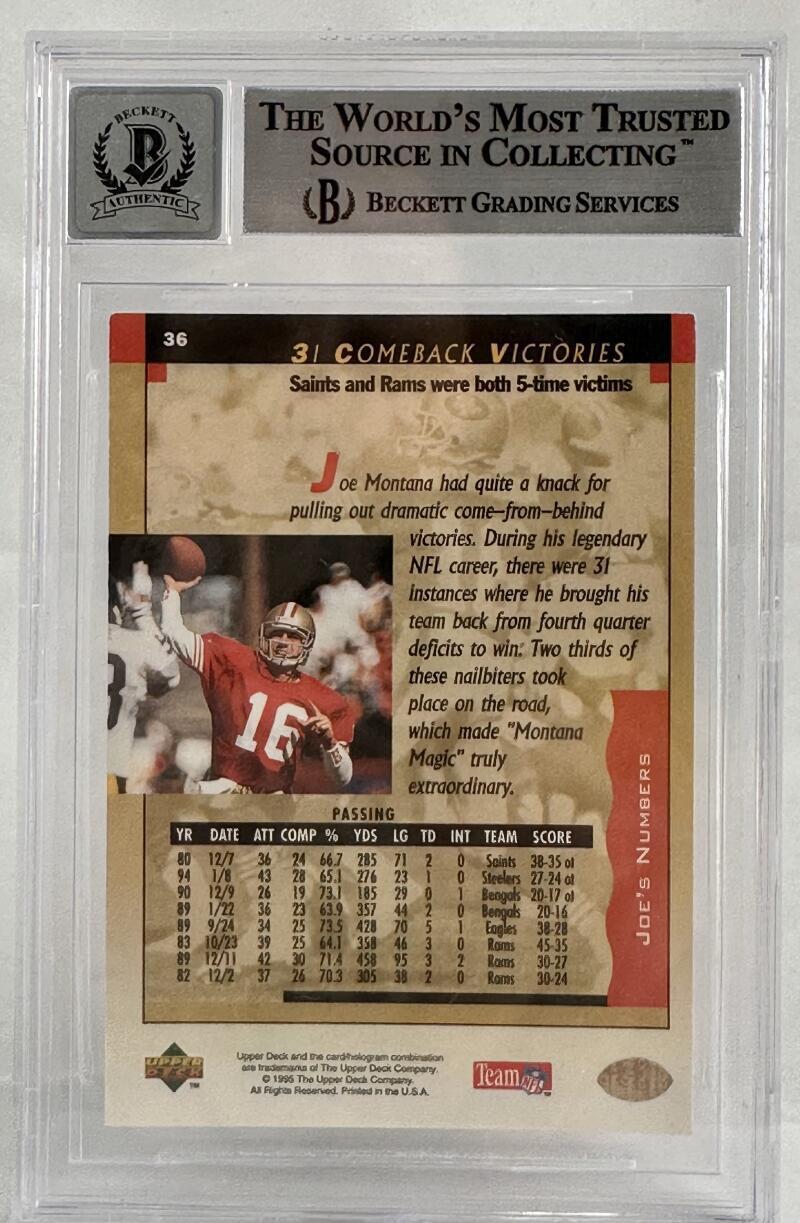 BECKETT
B
AUTHENTIC
THE WORLD'S MOST TRUSTED
SOURCE IN COLLECTING™
(B) BECKETT GRADING SERVICES
36
31 COMEBACK VICTORIES
Saints and Rams were both 5-time victims
Joe Montana had quite a knack for
pulling out dramatic come-from-behind
victories. During his legendary
NFL career, there were 31
instances where he brought his
team back from fourth quarter
deficits to win. Two thirds of
these nailbiters took
place on the road,
which made "Montana
Magic" truly
extraordinary.
16
JOE'S NUMBERS
PASSING
YR DATE ATT COMP % YDS LG TD INT TEAM SCORE
80 12/7 36 24 66.7 285 71 2 0 Saints 38-35 ot
94 1/8 43 28 65.1 276 23 1 0 Steelers 27-24 ot
90 12/9 26 19 73.1 185 29 0 1 Bengals 20-17 ot
89 1/22 36 23 63.9 357 44 2 0 Bengals 20-16
89 9/24 34 25 73.5 428 70 5 1 Eagles 38-28
83 10/23 39 25 64.1 358 46 3 0 Rams 45-35
89 12/11 42 30 71.4 458 95 3 2 Rams 30-27
82 12/2 37 26 70.3 305 38 2 0 Rams 30-24
UPPER DECK™
Upper Deck and the card/hologram combination
are trademarks of The Upper Deck Company.
© 1995 The Upper Deck Company.
All Rights Reserved. Printed in the U.S.A.
Team NFL